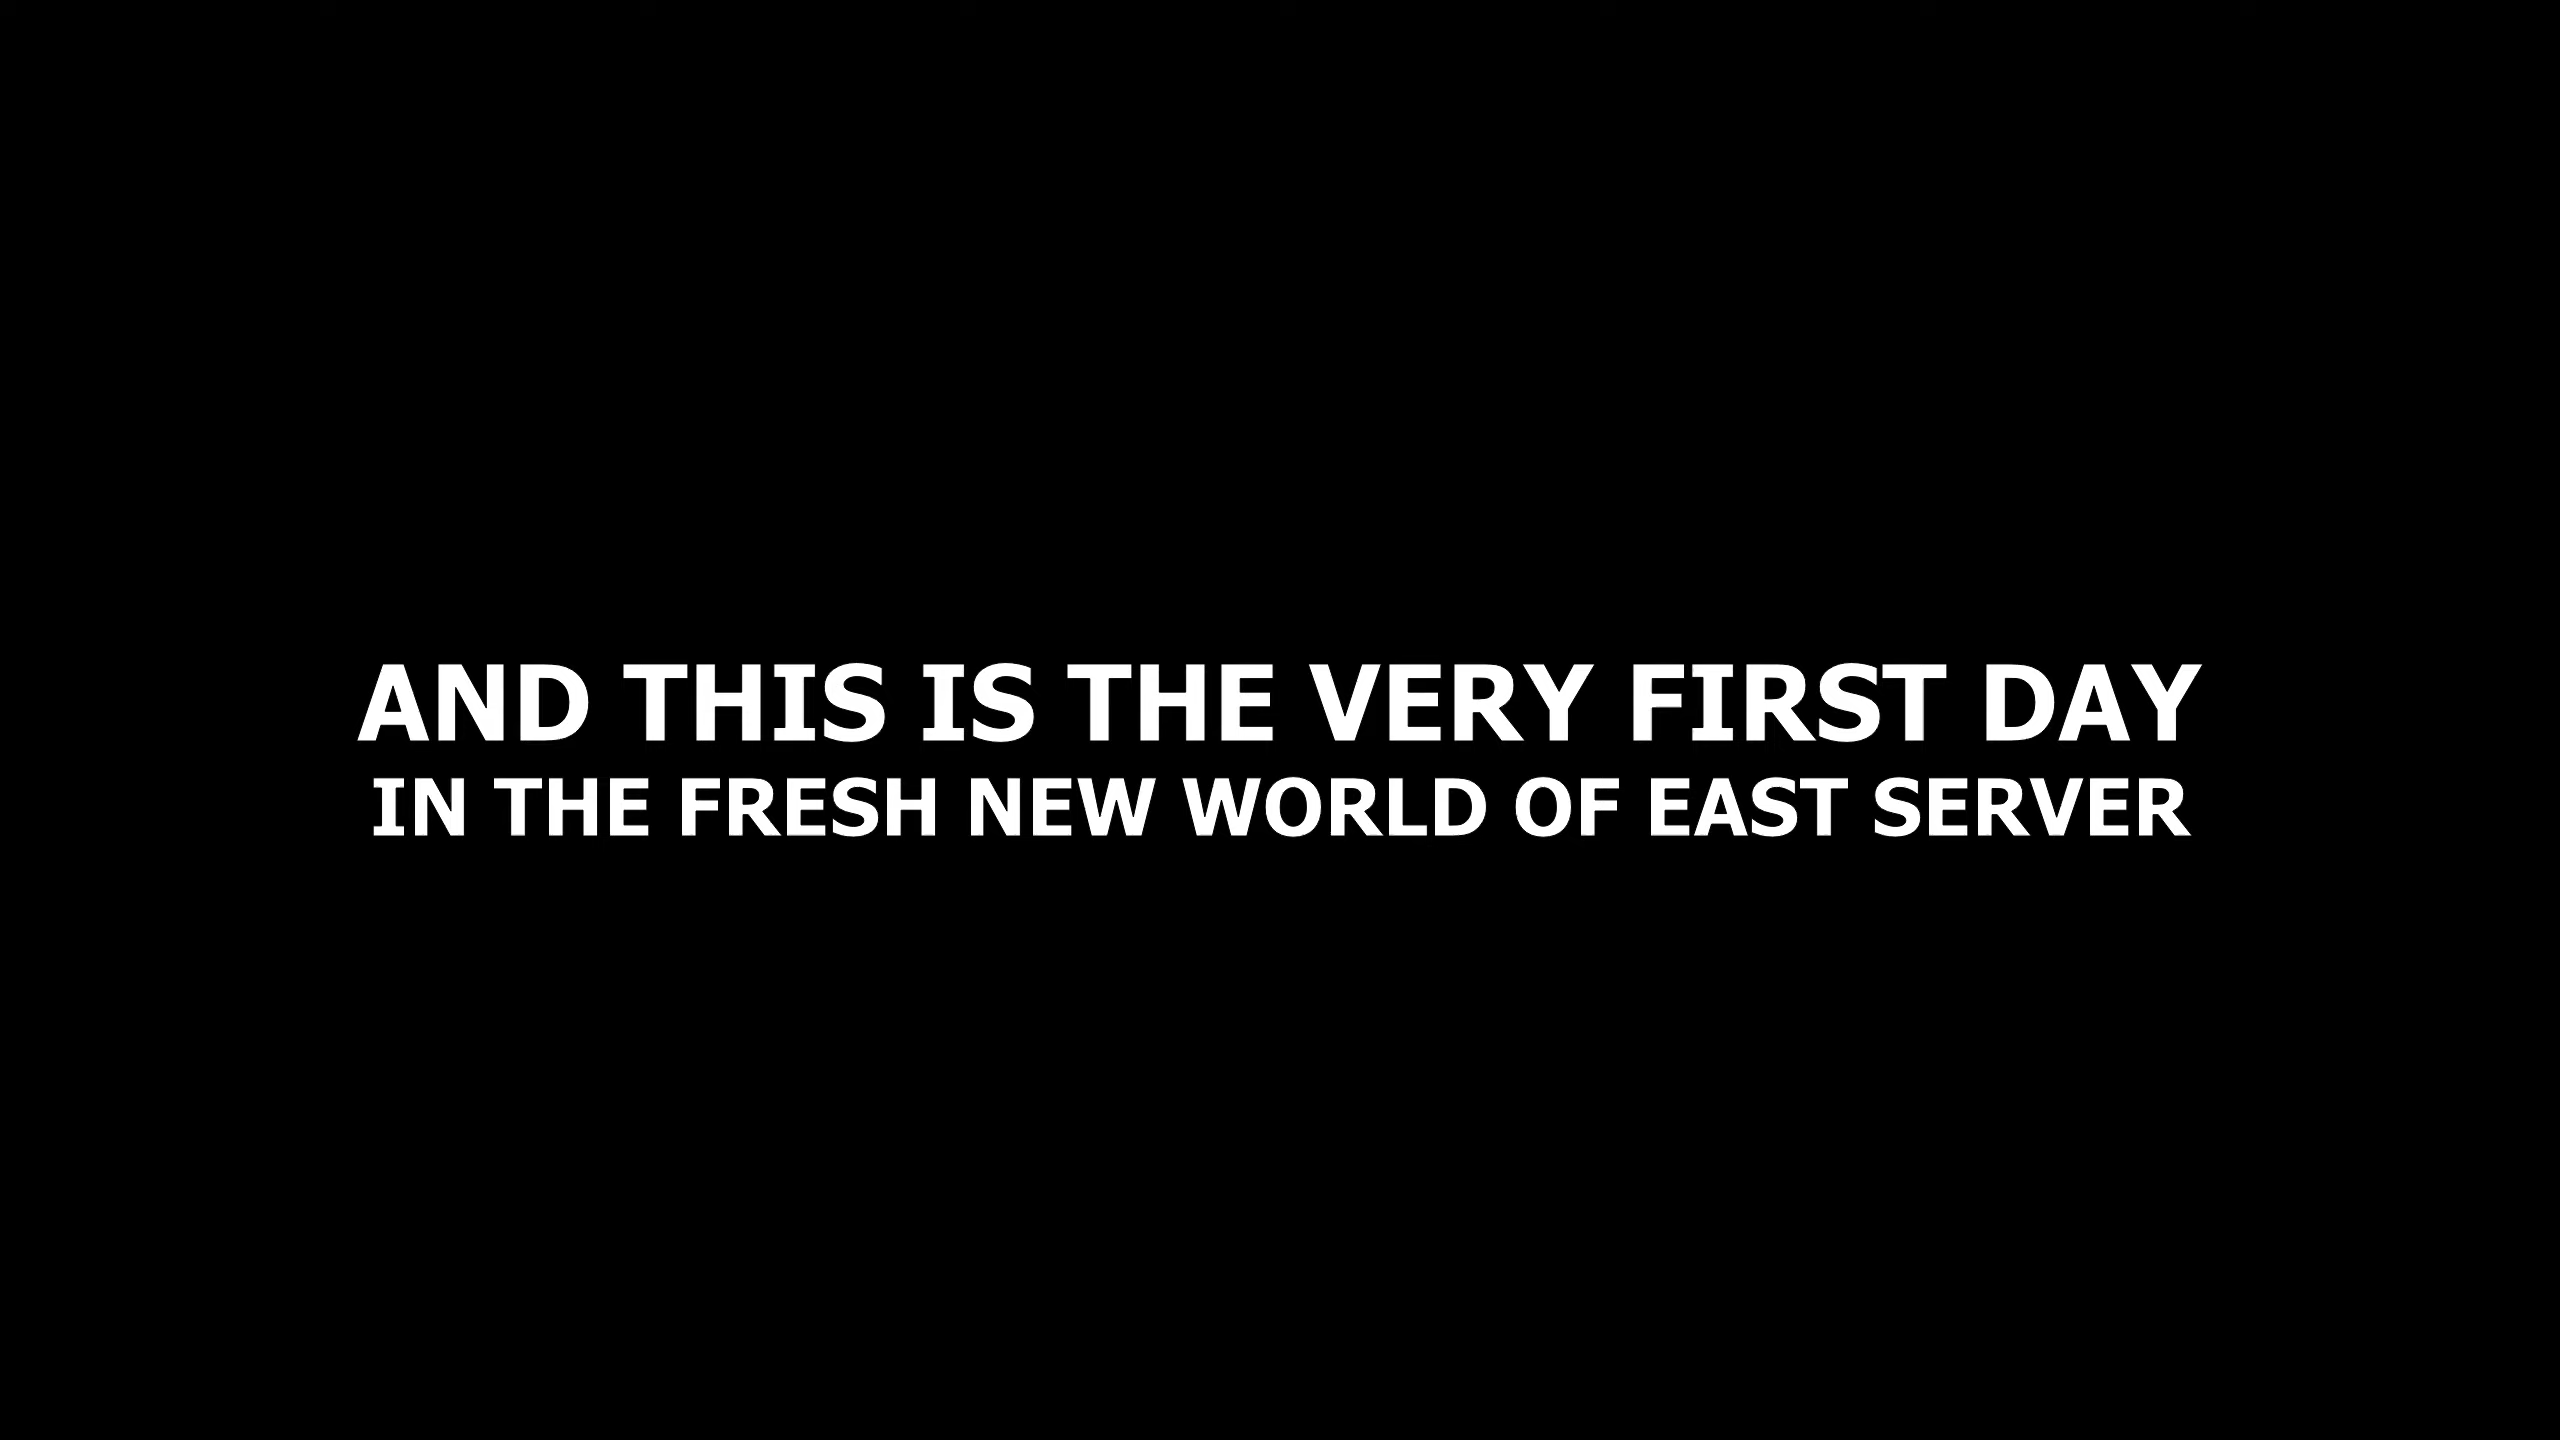 AND THIS IS THE VERY FIRST DAY
IN THE FRESH NEW WORLD OF EAST SERVER